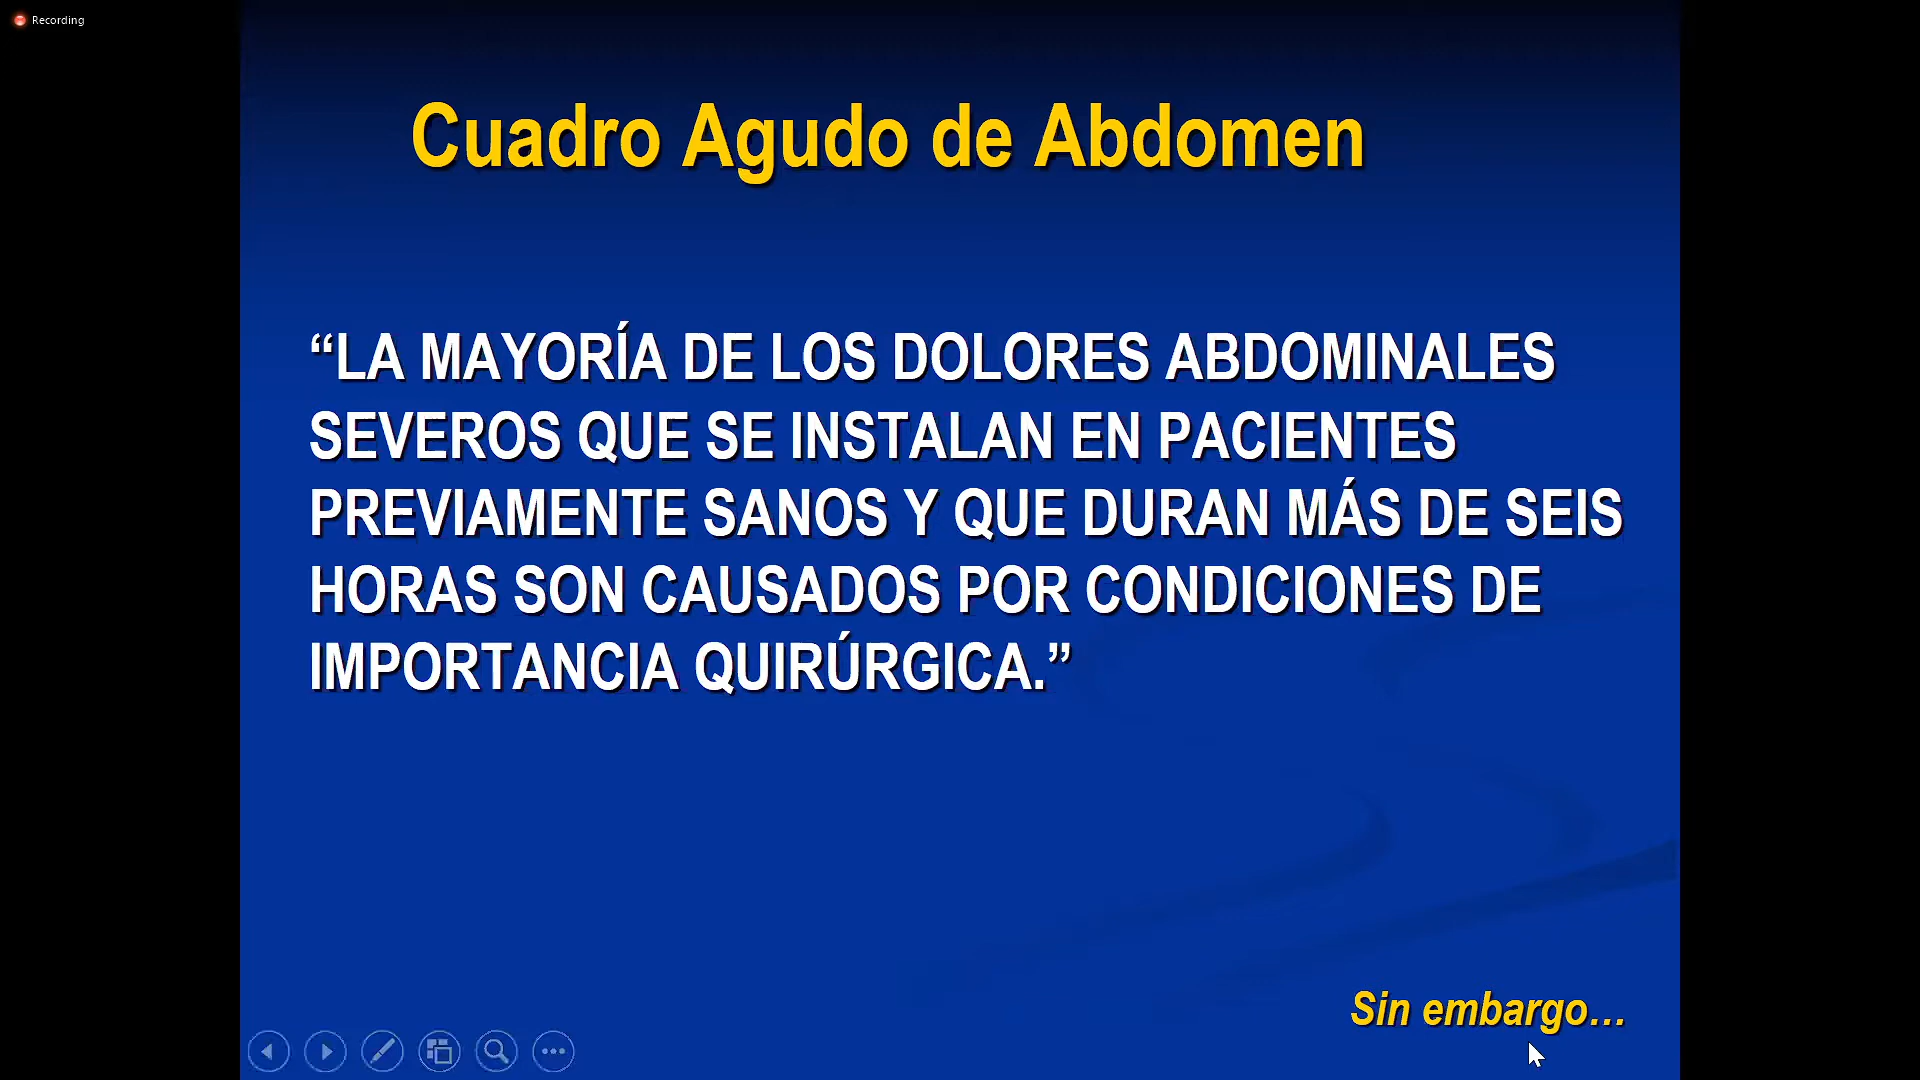 Recording
Cuadro Agudo de Abdomen
“LA MAYORÍA DE LOS DOLORES ABDOMINALES
SEVEROS QUE SE INSTALAN EN PACIENTES
PREVIAMENTE SANOS Y QUE DURAN MÁS DE SEIS
HORAS SON CAUSADOS POR CONDICIONES DE
IMPORTANCIA QUIRÚRGICA.”
Sin embargo…